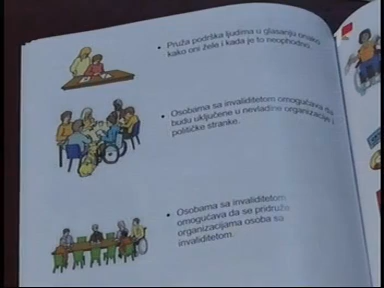 • Pruža podrška ljudima u glasanju onako
kako oni žele i kada je to neophodno.
• Osobama sa invaliditetom omogućava da
budu uključene u nevladine organizacije i
političke stranke.
• Osobama sa invaliditetom
omogućava da se pridruže
organizacijama osoba sa
invaliditetom.